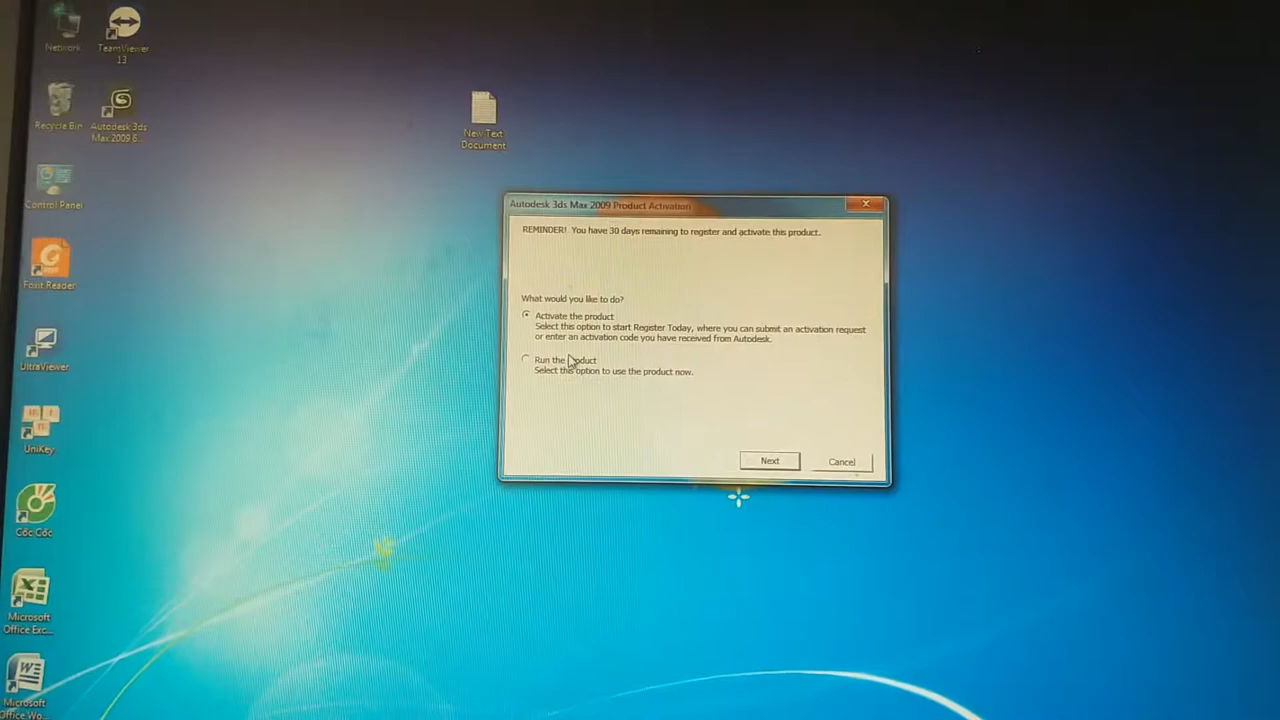 Network
TeamViewer
13
Recycle Bin
Autodesk 3ds
Max 2009 6...
New Text
Document
Control Panel
Foxit Reader
UltraViewer
UniKey
Cốc Cốc
Microsoft
Office Exc...
Microsoft
Office Wo...
Autodesk 3ds Max 2009 Product Activation
REMINDER! You have 30 days remaining to register and activate this product.
What would you like to do?
Activate the product
Select this option to start Register Today, where you can submit an activation request
or enter an activation code you have received from Autodesk.
Run the product
Select this option to use the product now.
Next
Cancel